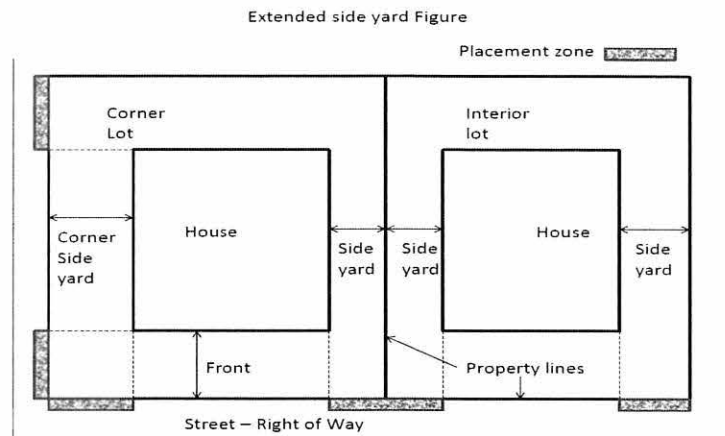 Extended side yard Figure
Placement zone
Corner
Lot
Interior
lot
House
House
Corner
Side
yard
Side
yard
Side
yard
Side
yard
Front
Property lines
Street – Right of Way